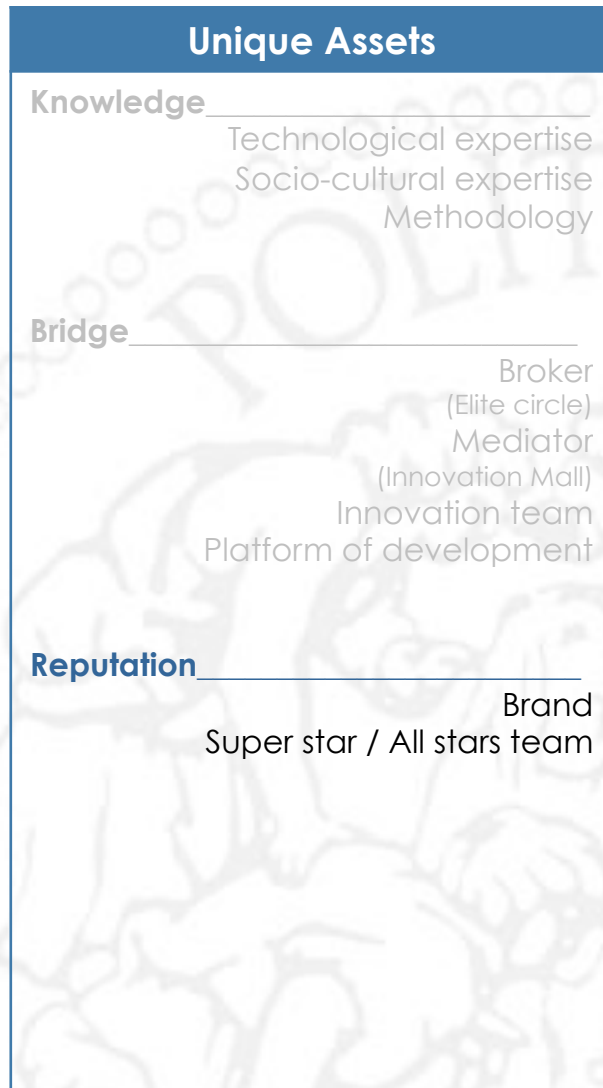 Unique Assets
Knowledge
Technological expertise
Socio-cultural expertise
Methodology
Bridge
Broker
(Elite circle)
Mediator
(Innovation Mall)
Innovation team
Platform of development
Reputation
Brand
Super star / All stars team
POLIT